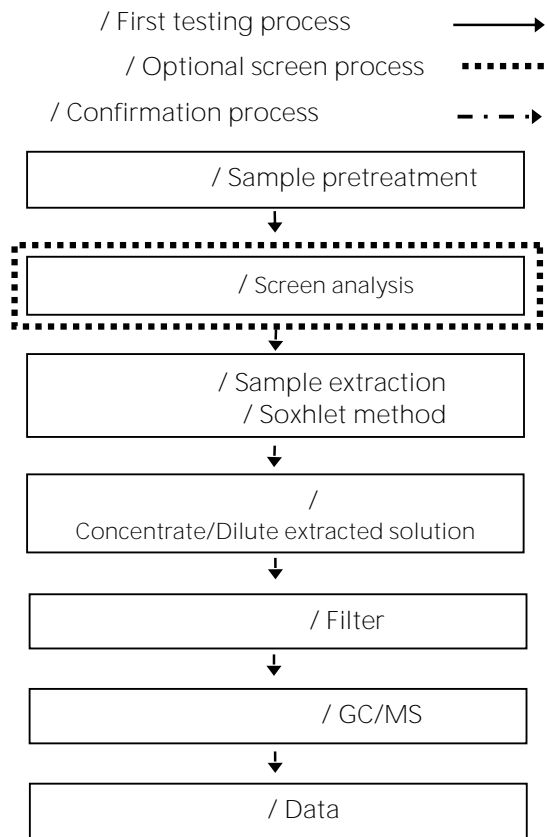 / First testing process
/ Optional screen process
/ Confirmation process
/ Sample pretreatment
/ Screen analysis
/ Sample extraction
/ Soxhlet method
/
Concentrate/Dilute extracted solution
/ Filter
/ GC/MS
/ Data